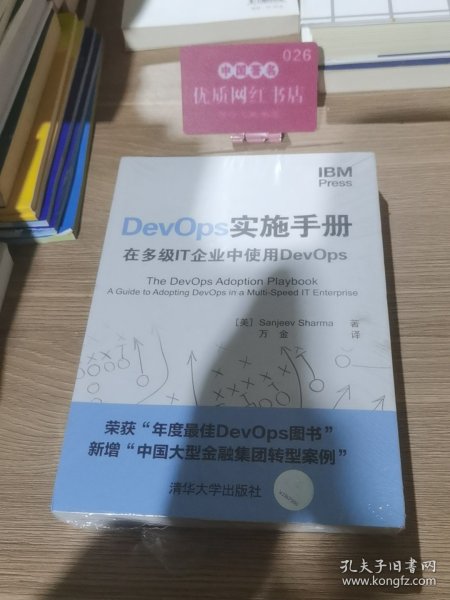 026
中国著名
优质网红书店
IBM
Press
DevOps实施手册
在多级IT企业中使用DevOps
The DevOps Adoption Playbook
A Guide to Adopting DevOps in a Multi-Speed IT Enterprise
[美] Sanjeev Sharma 著
万金 译
荣获“年度最佳DevOps图书”
新增“中国大型金融集团转型案例”
清华大学出版社
孔夫子旧书网
www.kongfz.com